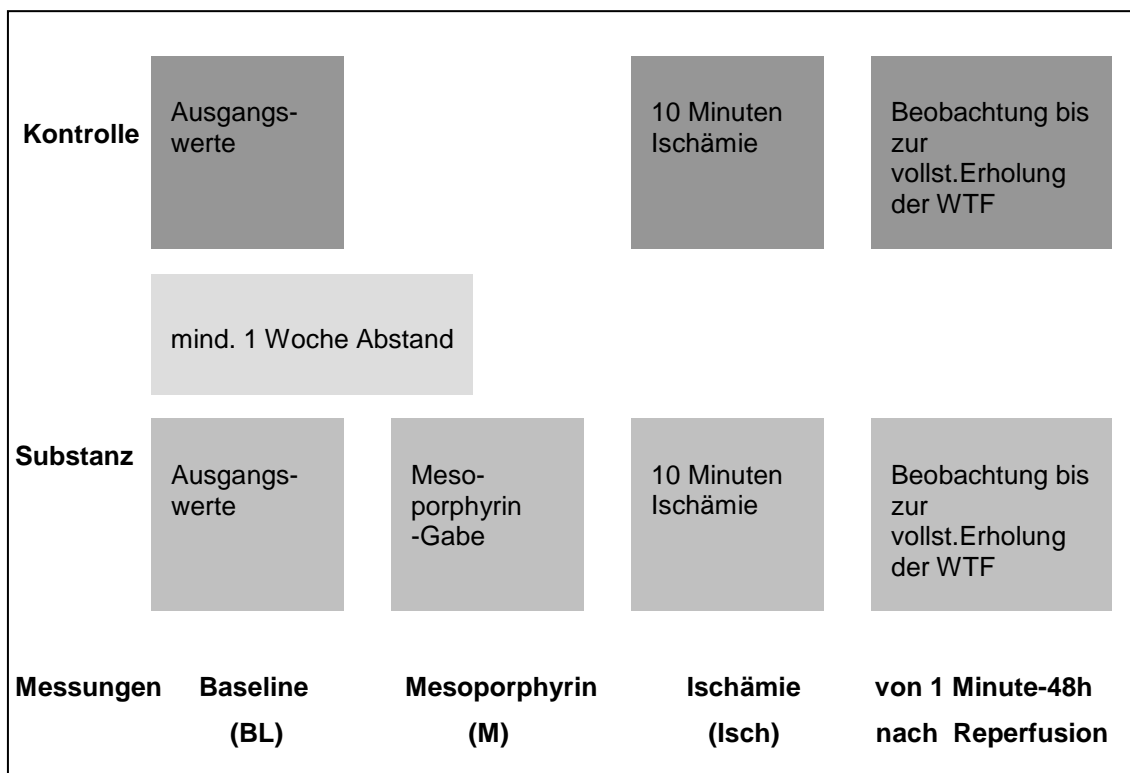 Kontrolle
Ausgangs-
werte
10 Minuten
Ischämie
Beobachtung bis
zur
vollst.Erholung
der WTF
mind. 1 Woche Abstand
Substanz
Ausgangs-
werte
Meso-
porphyrin
-Gabe
10 Minuten
Ischämie
Beobachtung bis
zur
vollst.Erholung
der WTF
Messungen Baseline Mesoporphyrin Ischämie von 1 Minute-48h
(BL) (M) (Isch) nach Reperfusion